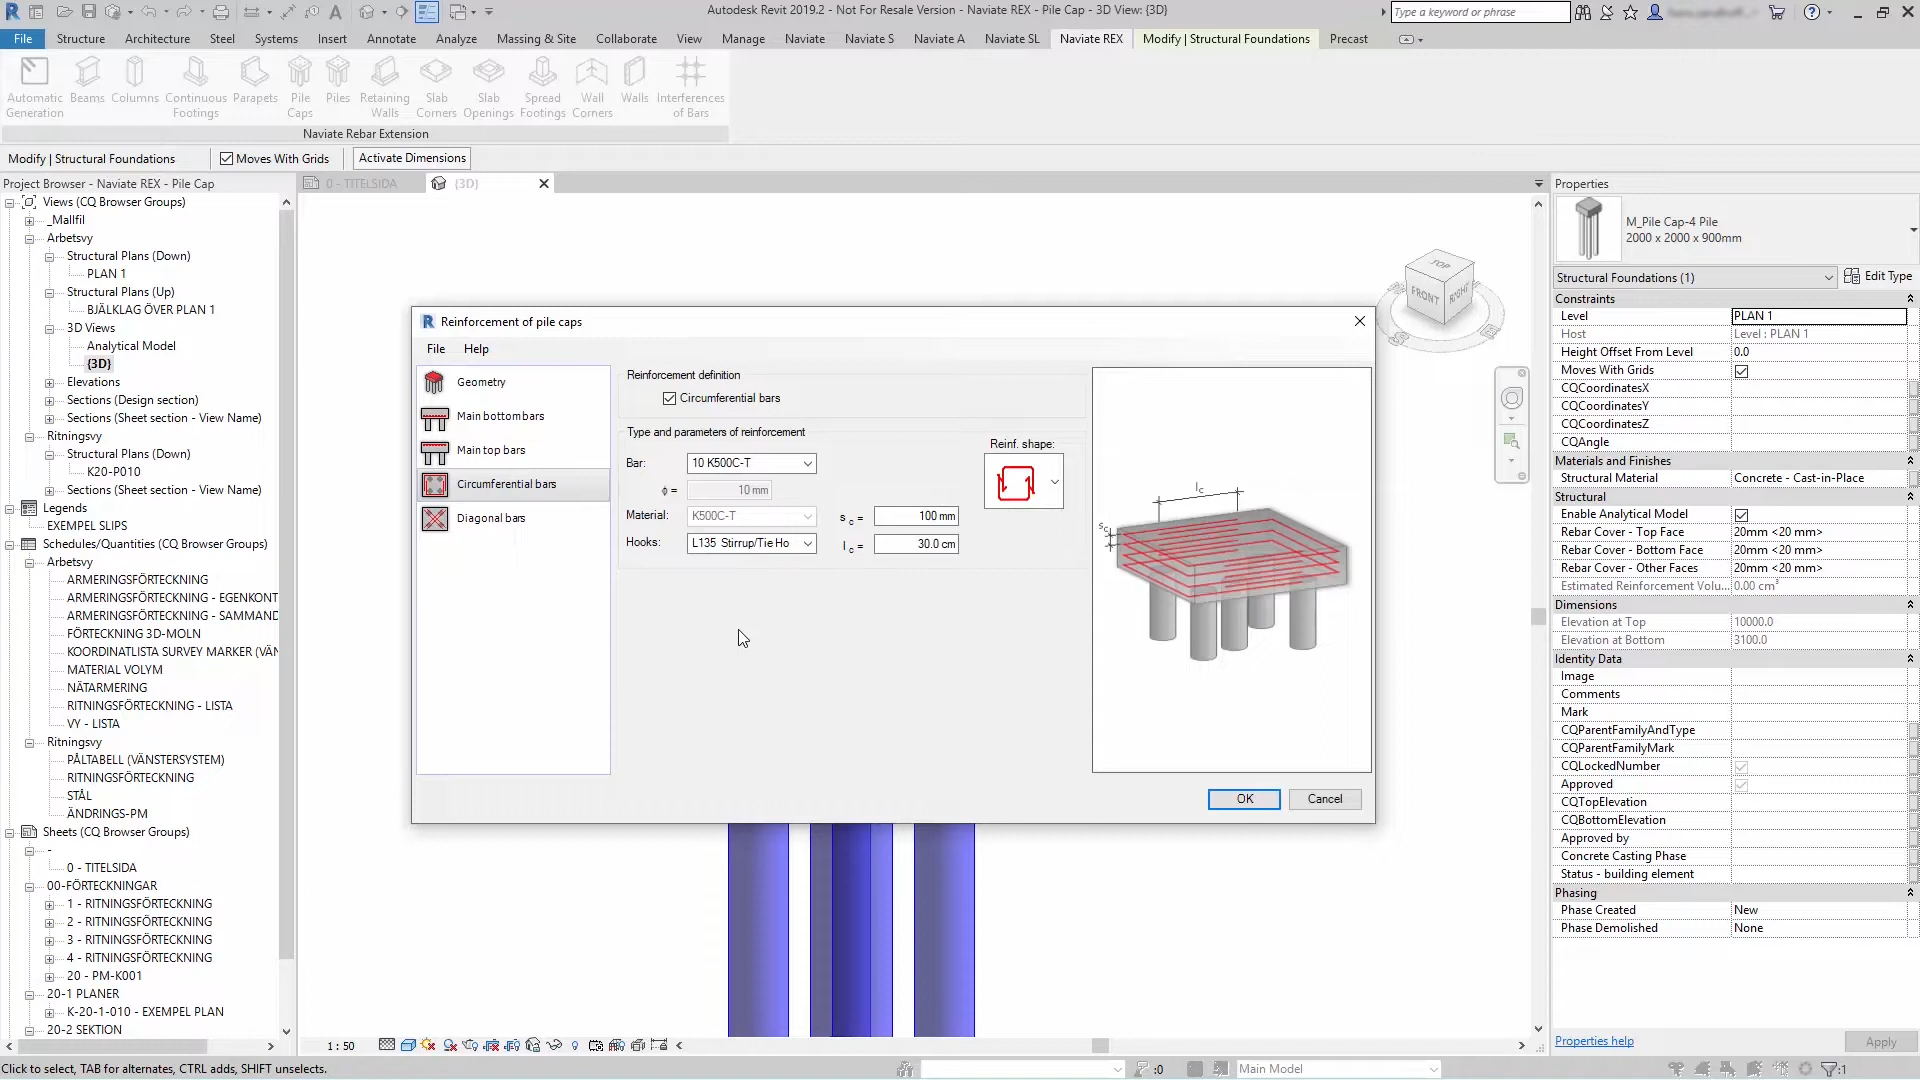 Autodesk Revit 2019.2 - Not For Resale Version - Naviate REX - Pile Cap - 3D View: {3D}
Type a keyword or phrase
File Structure Architecture Steel Systems Insert Annotate Analyze Massing & Site Collaborate View Manage Naviate Naviate S Naviate A Naviate SL Naviate REX Modify | Structural Foundations Precast
Automatic Generation Beams Columns Continuous Footings Parapets Pile Caps Piles Retaining Walls Slab Corners Slab Openings Spread Footings Wall Corners Walls Interferences of Bars
Naviate Rebar Extension
Modify | Structural Foundations Moves With Grids Activate Dimensions
Project Browser - Naviate REX - Pile Cap
Views (CQ Browser Groups)
_Mallfil
Arbetsvy
Structural Plans (Down)
PLAN 1
Structural Plans (Up)
BJÄLKLAG ÖVER PLAN 1
3D Views
Analytical Model
{3D}
Elevations
Sections (Design section)
Sections (Sheet section - View Name)
Ritningsvy
Structural Plans (Down)
K20-P010
Sections (Sheet section - View Name)
Legends
EXEMPEL SLIPS
Schedules/Quantities (CQ Browser Groups)
Arbetsvy
ARMERINGSFÖRTECKNING
ARMERINGSFÖRTECKNING - EGENKONT
ARMERINGSFÖRTECKNING - SAMMAND
FÖRTECKNING 3D-MOLN
KOORDINATLISTA SURVEY MARKER (VÄN
MATERIAL VOLYM
NÄTARMERING
RITNINGSFÖRTECKNING - LISTA
VY - LISTA
Ritningsvy
PÅLTABELL (VÄNSTERSYSTEM)
RITNINGSFÖRTECKNING
STÅL
ÄNDRINGS-PM
Sheets (CQ Browser Groups)
-
0 - TITELSIDA
00-FÖRTECKNINGAR
1 - RITNINGSFÖRTECKNING
2 - RITNINGSFÖRTECKNING
3 - RITNINGSFÖRTECKNING
4 - RITNINGSFÖRTECKNING
20 - PM-K001
20-1 PLANER
K-20-1-010 - EXEMPEL PLAN
20-2 SEKTION
0 - TITELSIDA {3D}
TOP
FRONT
RIGHT
Reinforcement of pile caps
File Help
Geometry
Main bottom bars
Main top bars
Circumferential bars
Diagonal bars
Reinforcement definition
Circumferential bars
Type and parameters of reinforcement
Bar: 10 K500C-T
ϕ = 10 mm
Material: K500C-T
Hooks: L135 Stirrup/Tie Ho
s c = 100 mm
l c = 30.0 cm
Reinf. shape:
lc
sc
OK Cancel
Properties
M_Pile Cap-4 Pile
2000 x 2000 x 900mm
Structural Foundations (1) Edit Type
Constraints
Level PLAN 1
Host Level : PLAN 1
Height Offset From Level 0.0
Moves With Grids
CQCoordinatesX
CQCoordinatesY
CQCoordinatesZ
CQAngle
Materials and Finishes
Structural Material Concrete - Cast-in-Place
Structural
Enable Analytical Model
Rebar Cover - Top Face 20mm <20 mm>
Rebar Cover - Bottom Face 20mm <20 mm>
Rebar Cover - Other Faces 20mm <20 mm>
Estimated Reinforcement Volu... 0.00 cm³
Dimensions
Elevation at Top 10000.0
Elevation at Bottom 3100.0
Identity Data
Image
Comments
Mark
CQParentFamilyAndType
CQParentFamilyMark
CQLockedNumber
Approved
CQTopElevation
CQBottomElevation
Approved by
Concrete Casting Phase
Status - building element
Phasing
Phase Created New
Phase Demolished None
Properties help Apply
1 : 50
Click to select, TAB for alternates, CTRL adds, SHIFT unselects.
:0 Main Model :1